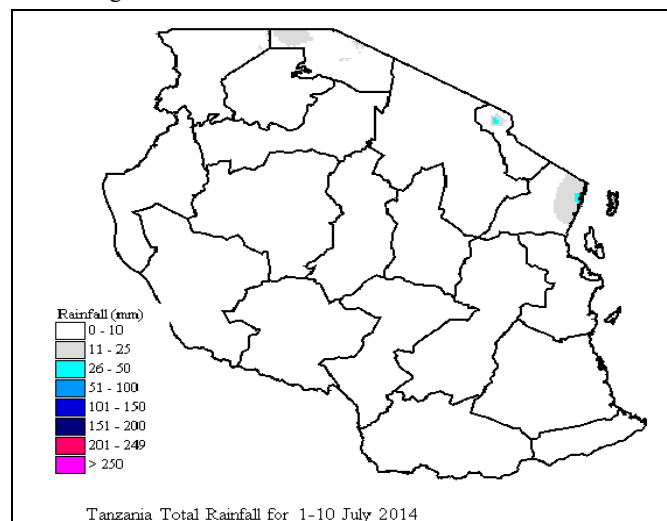 Rainfall (mm)
0 - 10
11 - 25
26 - 50
51 - 100
101 - 150
151 - 200
201 - 249
> 250
Tanzania Total Rainfall for 1-10 July 2014